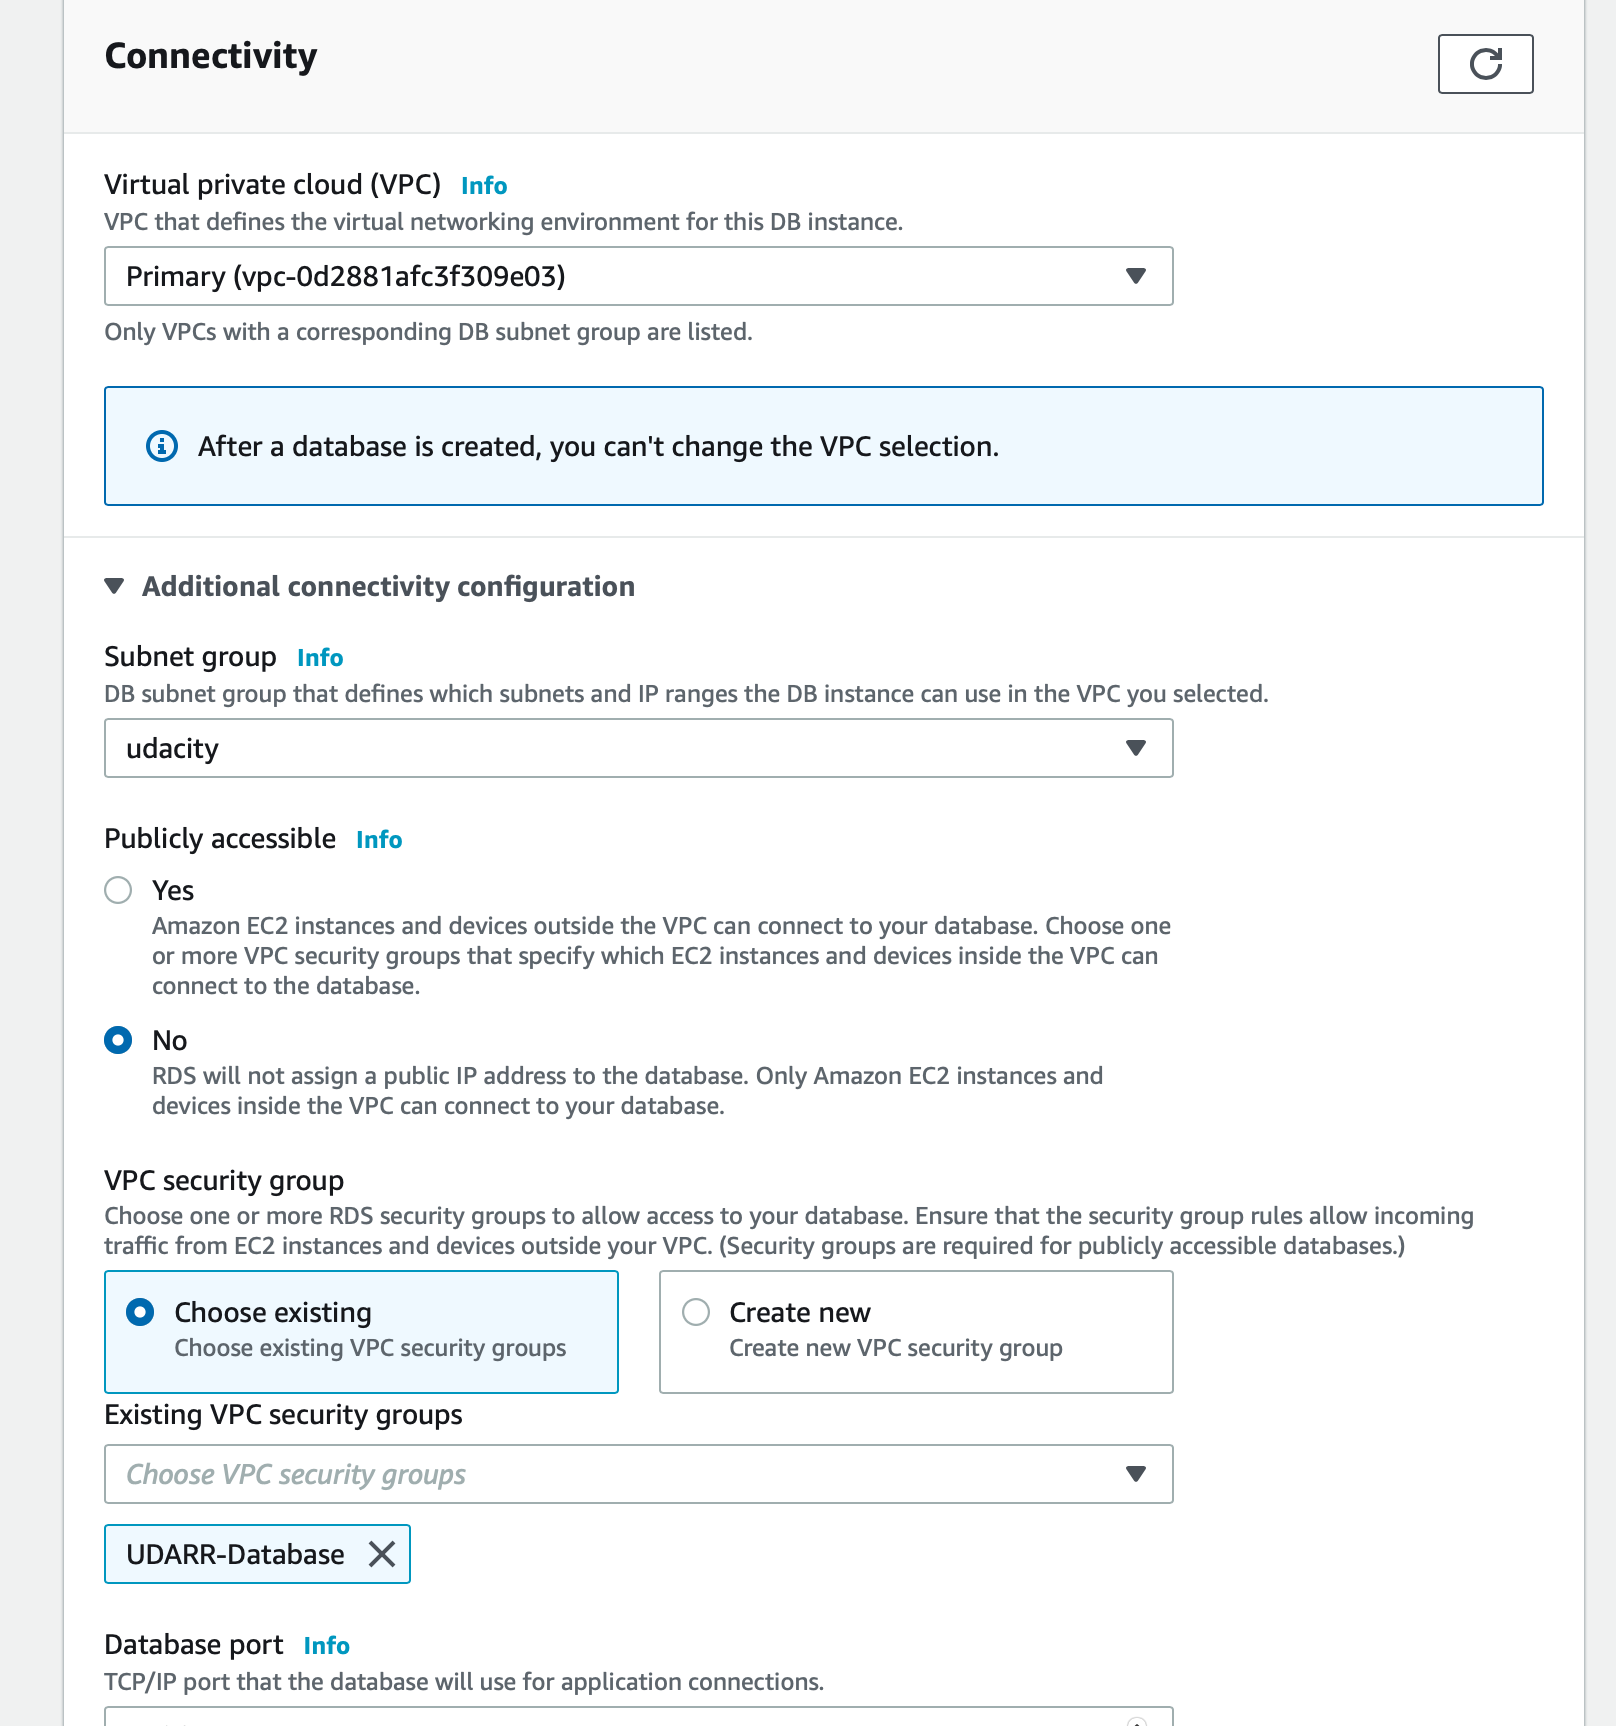 Connectivity
Virtual private cloud (VPC) Info
VPC that defines the virtual networking environment for this DB instance.
Primary (vpc-0d2881afc3f309e03)
Only VPCs with a corresponding DB subnet group are listed.
After a database is created, you can't change the VPC selection.
Additional connectivity configuration
Subnet group Info
DB subnet group that defines which subnets and IP ranges the DB instance can use in the VPC you selected.
udacity
Publicly accessible Info
Yes
Amazon EC2 instances and devices outside the VPC can connect to your database. Choose one
or more VPC security groups that specify which EC2 instances and devices inside the VPC can
connect to the database.
No
RDS will not assign a public IP address to the database. Only Amazon EC2 instances and
devices inside the VPC can connect to your database.
VPC security group
Choose one or more RDS security groups to allow access to your database. Ensure that the security group rules allow incoming
traffic from EC2 instances and devices outside your VPC. (Security groups are required for publicly accessible databases.)
Choose existing
Choose existing VPC security groups
Create new
Create new VPC security group
Existing VPC security groups
Choose VPC security groups
UDARR-Database
Database port Info
TCP/IP port that the database will use for application connections.